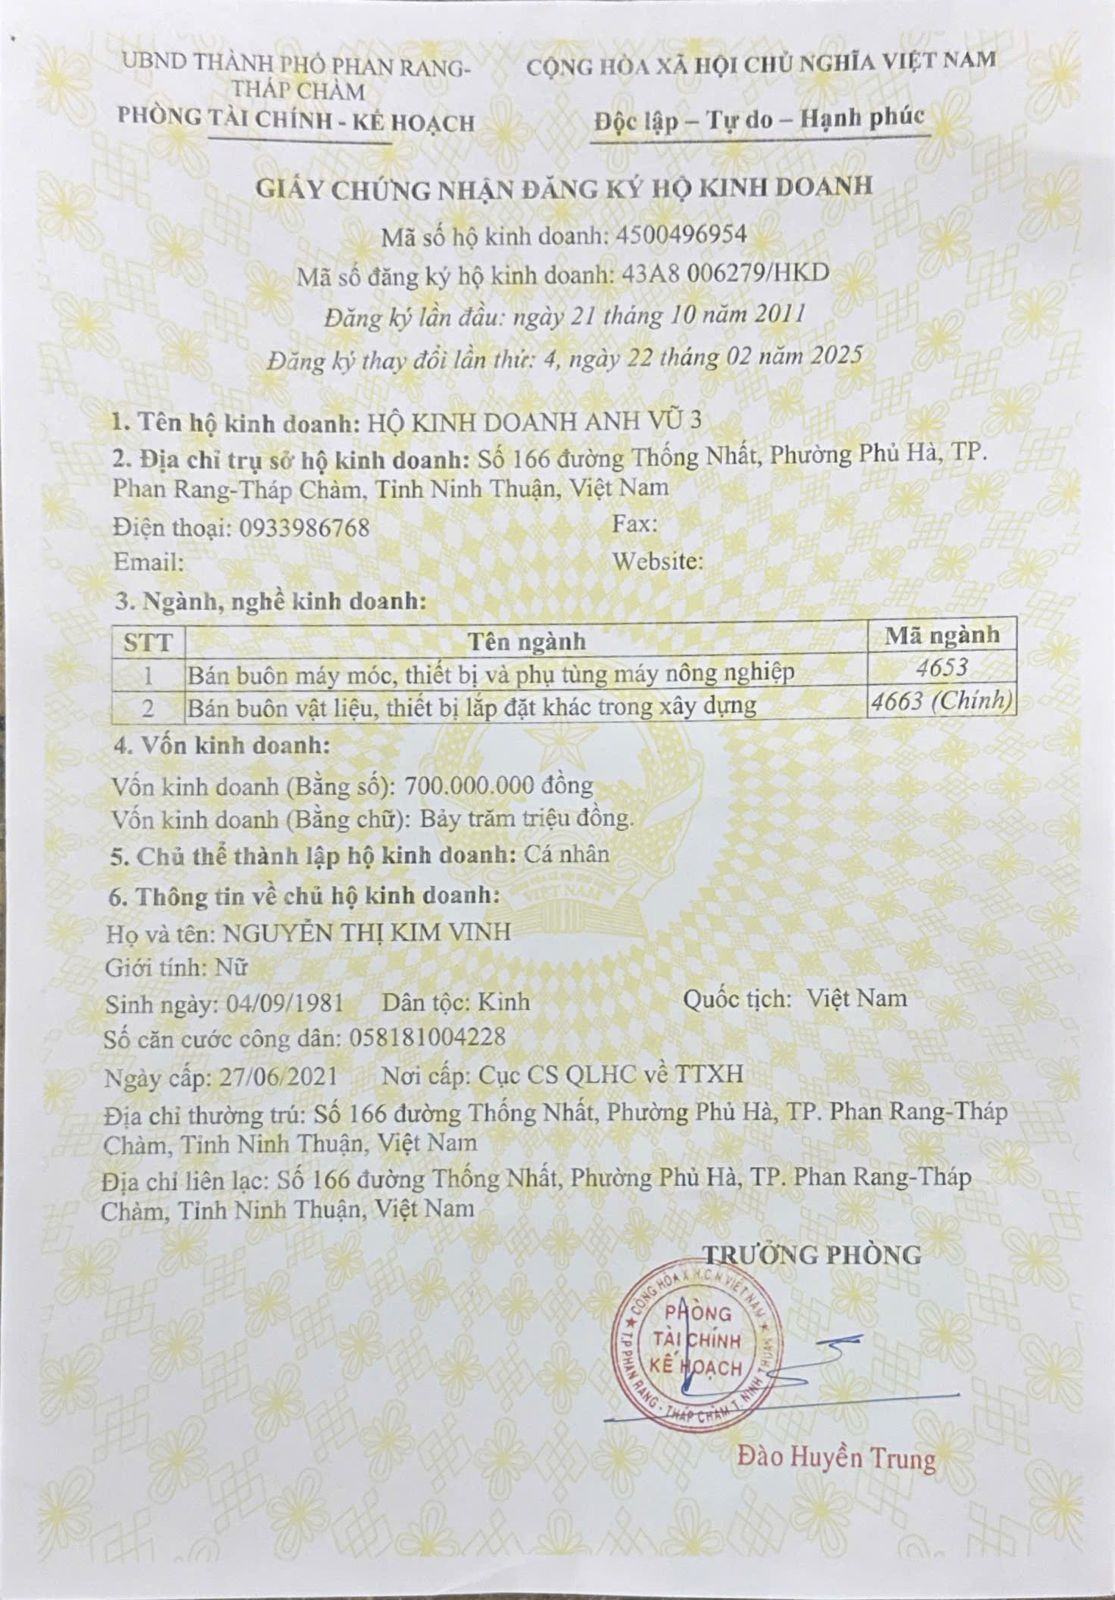 UBND THÀNH PHỐ PHAN RANG-
THÁP CHÀM
PHÒNG TÀI CHÍNH - KẾ HOẠCH
CỘNG HÒA XÃ HỘI CHỦ NGHĨA VIỆT NAM
Độc lập – Tự do – Hạnh phúc
GIẤY CHỨNG NHẬN ĐĂNG KÝ HỘ KINH DOANH
Mã số hộ kinh doanh: 4500496954
Mã số đăng ký hộ kinh doanh: 43A8 006279/HKD
Đăng ký lần đầu: ngày 21 tháng 10 năm 2011
Đăng ký thay đổi lần thứ: 4, ngày 22 tháng 02 năm 2025
1. Tên hộ kinh doanh: HỘ KINH DOANH ANH VŨ 3
2. Địa chỉ trụ sở hộ kinh doanh: Số 166 đường Thống Nhất, Phường Phủ Hà, TP.
Phan Rang-Tháp Chàm, Tỉnh Ninh Thuận, Việt Nam
Điện thoại: 0933986768 Fax:
Email: Website:
3. Ngành, nghề kinh doanh:
STT Tên ngành Mã ngành
1 Bán buôn máy móc, thiết bị và phụ tùng máy nông nghiệp 4653
2 Bán buôn vật liệu, thiết bị lắp đặt khác trong xây dựng 4663 (Chính)
4. Vốn kinh doanh:
Vốn kinh doanh (Bằng số): 700.000.000 đồng
Vốn kinh doanh (Bằng chữ): Bảy trăm triệu đồng.
5. Chủ thể thành lập hộ kinh doanh: Cá nhân
VIỆT NAM
6. Thông tin về chủ hộ kinh doanh:
Họ và tên: NGUYỄN THỊ KIM VINH
Giới tính: Nữ
Sinh ngày: 04/09/1981 Dân tộc: Kinh Quốc tịch: Việt Nam
Số căn cước công dân: 058181004228
Ngày cấp: 27/06/2021 Nơi cấp: Cục CS QLHC về TTXH
Địa chỉ thường trú: Số 166 đường Thống Nhất, Phường Phủ Hà, TP. Phan Rang-Tháp
Chàm, Tỉnh Ninh Thuận, Việt Nam
Địa chỉ liên lạc: Số 166 đường Thống Nhất, Phường Phủ Hà, TP. Phan Rang-Tháp
Chàm, Tỉnh Ninh Thuận, Việt Nam
TRƯỞNG PHÒNG
CỘNG HÒA X.H.C.N VIỆT NAM
PHÒNG
TÀI CHÍNH
KẾ HOẠCH
T.P PHAN RANG - THÁP CHÀM T. NINH THUẬN
Đào Huyền Trung